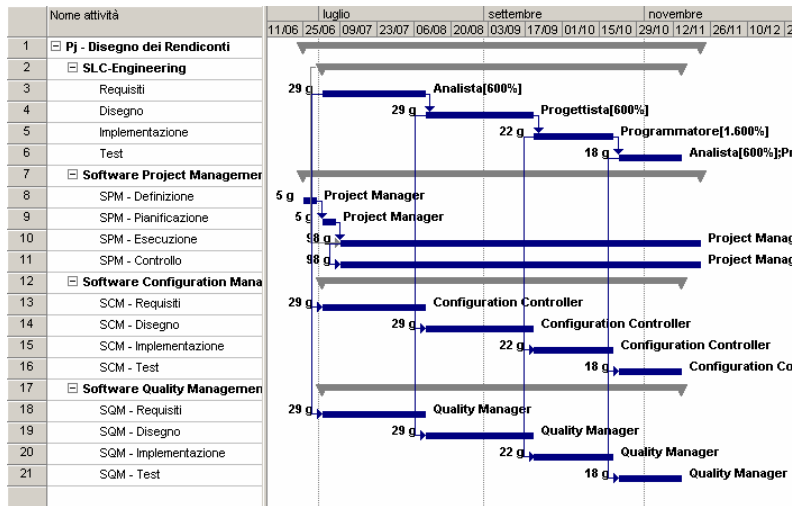 Nome attività luglio settembre novembre
11/06 25/06 09/07 23/07 06/08 20/08 03/09 17/09 01/10 15/10 29/10 12/11 26/11 10/12 2
1 Pj - Disegno dei Rendiconti
2 SLC-Engineering
3 Requisiti 29 g Analista[600%]
4 Disegno 29 g Progettista[600%]
5 Implementazione 22 g Programmatore[1.600%]
6 Test 18 g Analista[600%];Pr
7 Software Project Managemen
8 SPM - Definizione 5 g Project Manager
9 SPM - Pianificazione 5 g Project Manager
10 SPM - Esecuzione 98 g Project Manag
11 SPM - Controllo 98 g Project Manag
12 Software Configuration Mana
13 SCM - Requisiti 29 g Configuration Controller
14 SCM - Disegno 29 g Configuration Controller
15 SCM - Implementazione 22 g Configuration Controller
16 SCM - Test 18 g Configuration Co
17 Software Quality Managemen
18 SQM - Requisiti 29 g Quality Manager
19 SQM - Disegno 29 g Quality Manager
20 SQM - Implementazione 22 g Quality Manager
21 SQM - Test 18 g Quality Manager